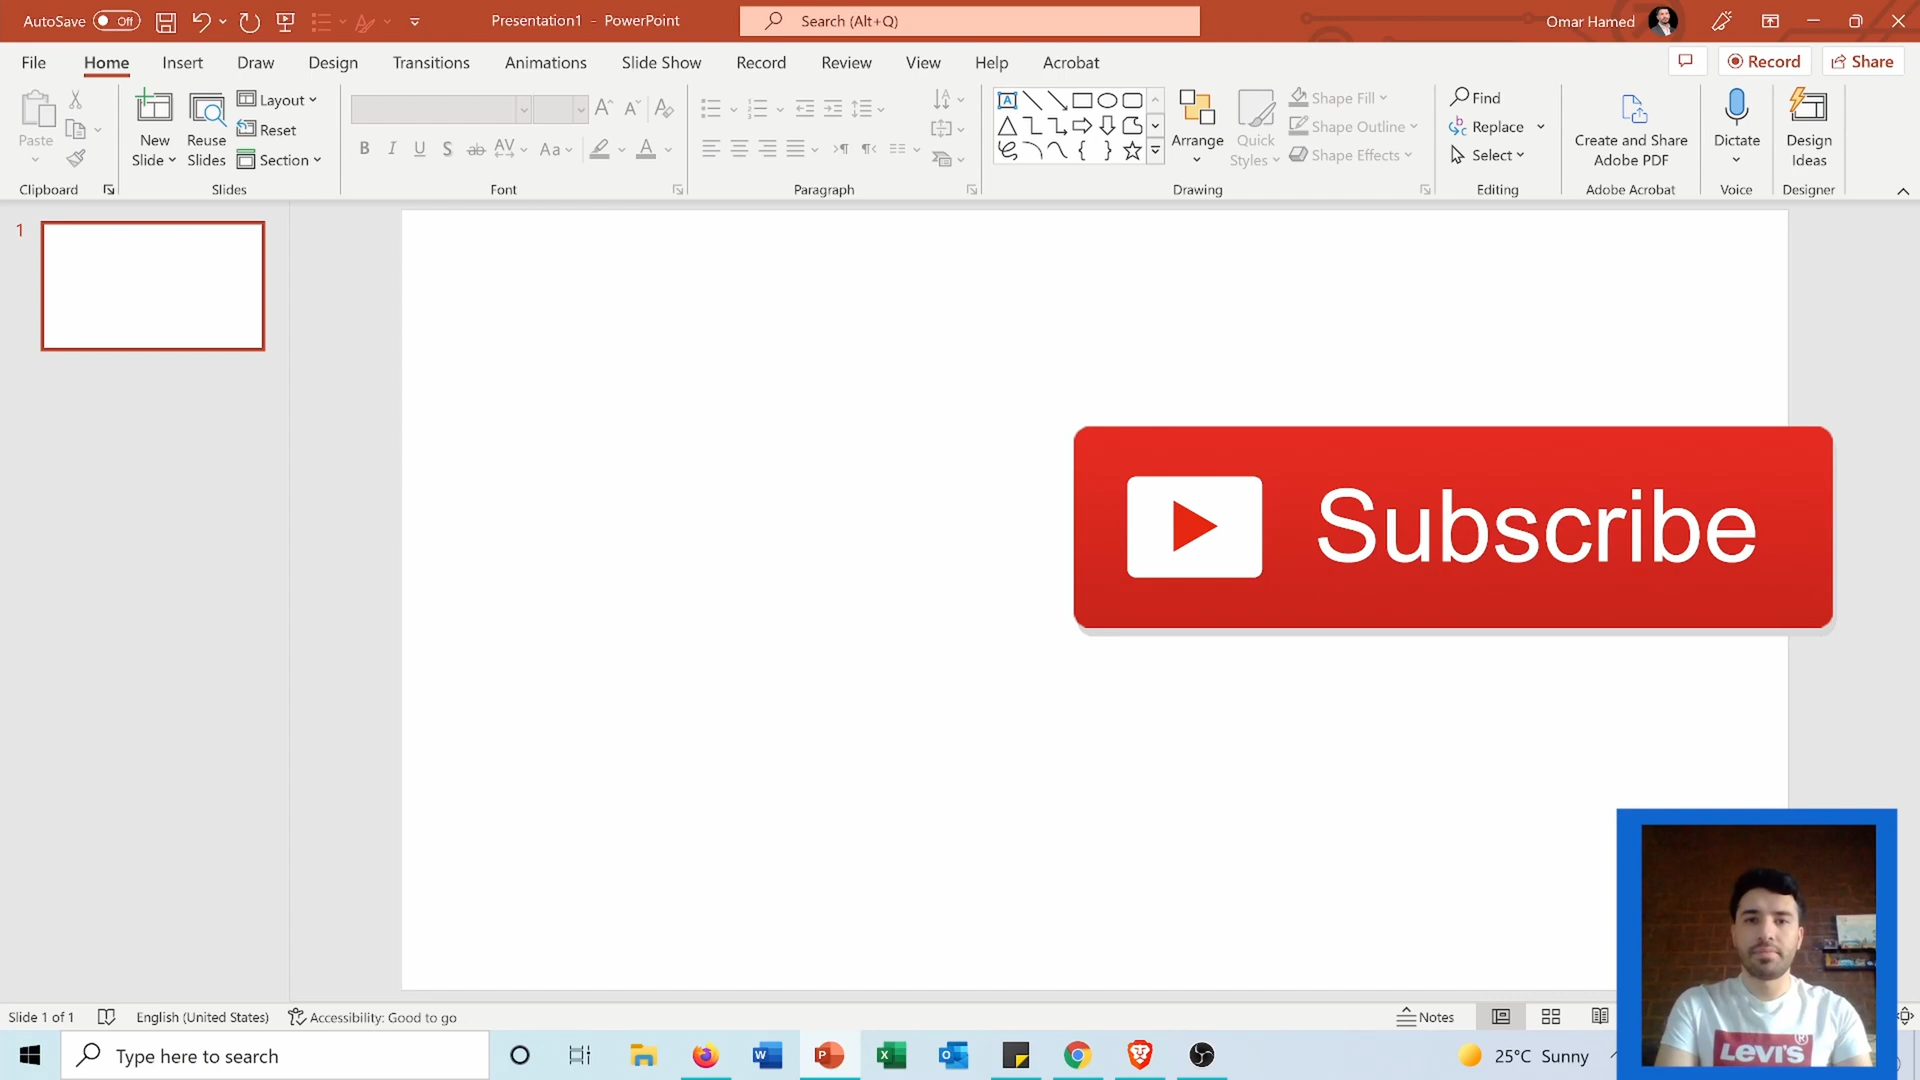 AutoSave Off Presentation1 - PowerPoint Search (Alt+Q) Omar Hamed
File Home Insert Draw Design Transitions Animations Slide Show Record Review View Help Acrobat Record Share
Paste
New Slide
Reuse Slides
Layout
Reset
Section
B I U S ab AV Aa A
Arrange
Quick Styles
Shape Fill
Shape Outline
Shape Effects
Find
Replace
Select
Create and Share Adobe PDF
Dictate
Design Ideas
Clipboard Slides Font Paragraph Drawing Editing Adobe Acrobat Voice Designer
1
Subscribe
LEVI'S
Slide 1 of 1 English (United States) Accessibility: Good to go Notes
Type here to search 25°C Sunny